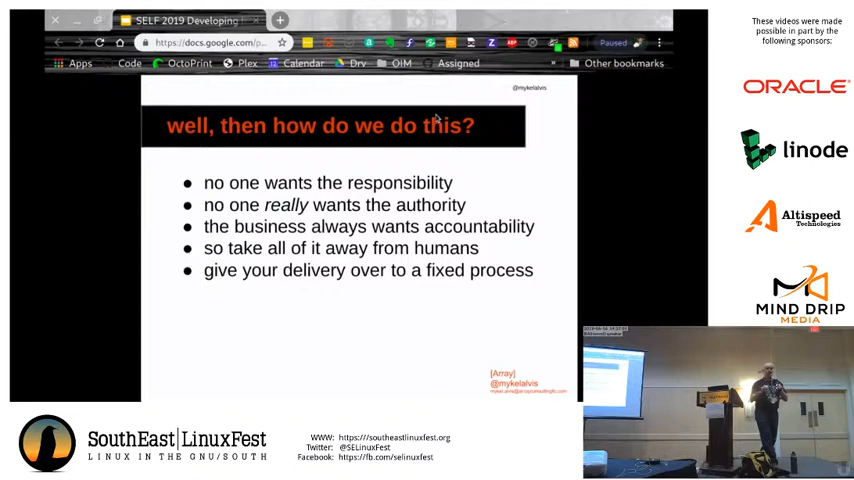 SELF 2019 Developing
https://docs.google.com/p...
Paused
Apps
Code
OctoPrint
Plex
Calendar
Drv
OIM
Assigned
»
Other bookmarks
@mykelalvis
well, then how do we do this?
• no one wants the responsibility
• no one really wants the authority
• the business always wants accountability
• so take all of it away from humans
• give your delivery over to a fixed process
[Array]
@mykelalvis
These videos were made
possible in part by the
following sponsors:
ORACLE
linode
Altispeed
Technologies
MIND DRIP
MEDIA
SouthEast|LinuxFest
LINUX IN THE GNU/SOUTH
WWW: https://southeastlinuxfest.org
Twitter: @SELinuxFest
Facebook: https://fb.com/selinuxfest